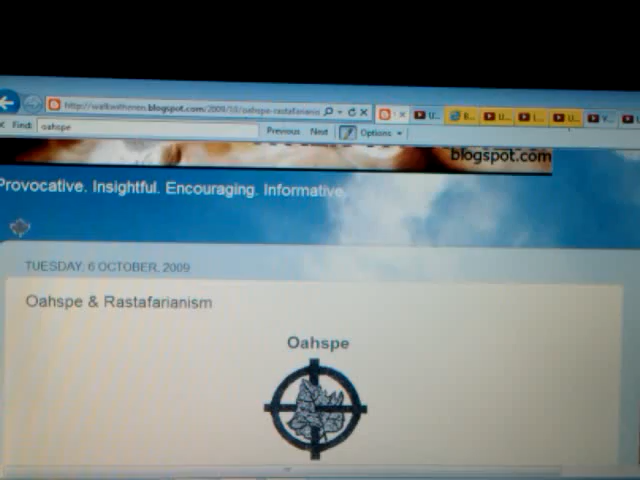 http://walkwithmen.blogspot.com/2009/10/oahspe-rastafarianis
B... U... L... U... V...
Find: oahspe Previous Next Options
blogspot.com
Provocative. Insightful. Encouraging. Informative.
TUESDAY, 6 OCTOBER, 2009
Oahspe & Rastafarianism
Oahspe